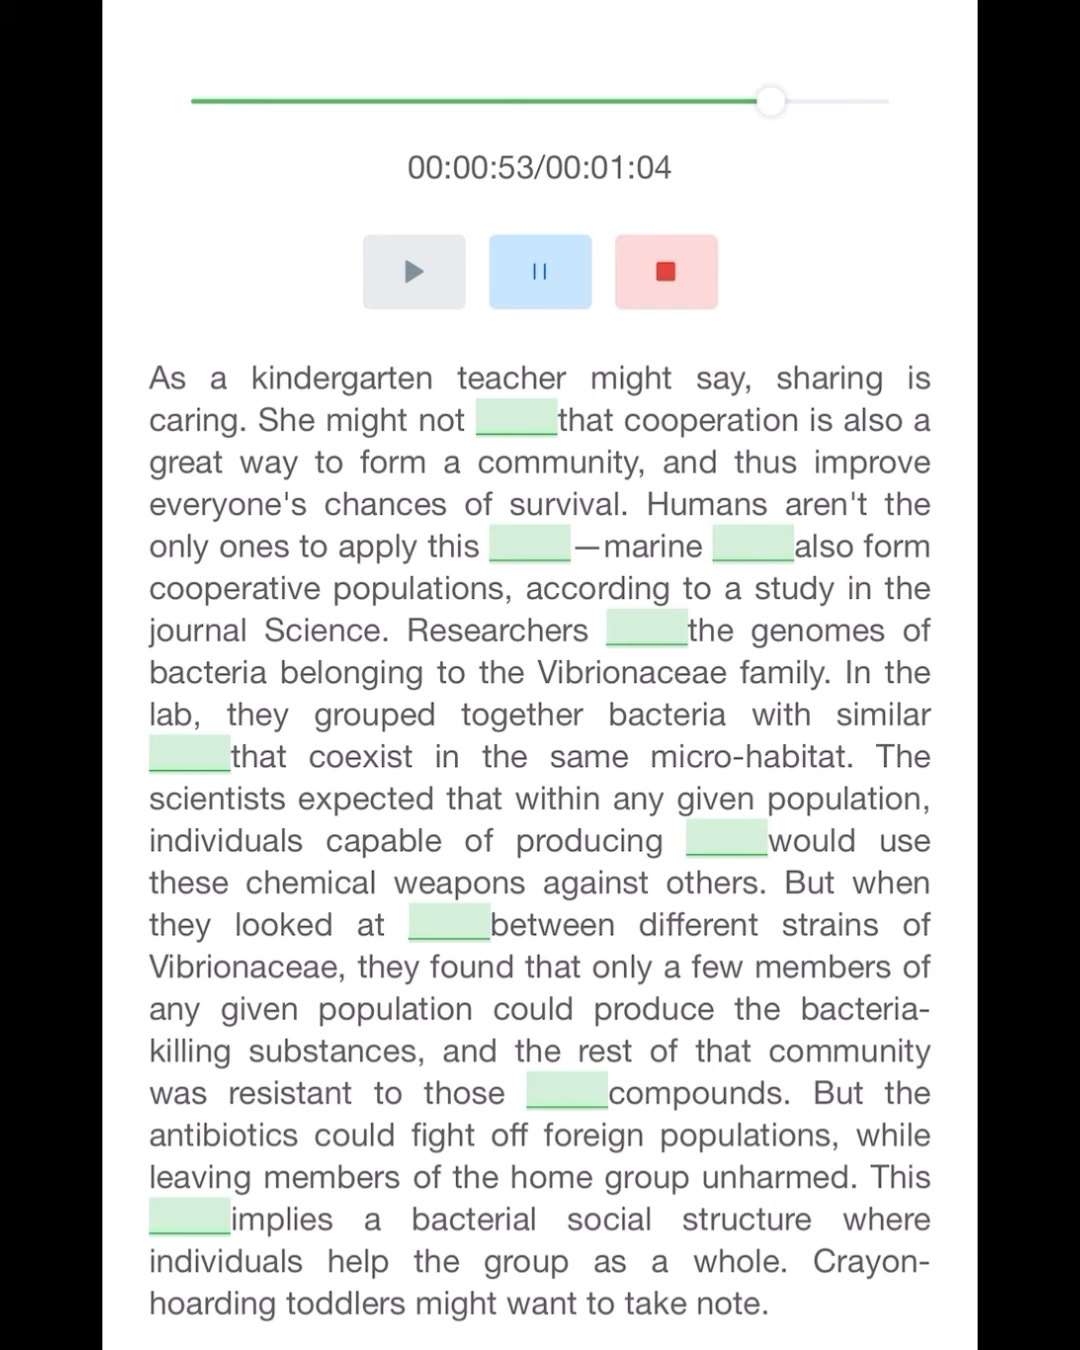 00:00:53/00:01:04
As a kindergarten teacher might say, sharing is
caring. She might not that cooperation is also a
great way to form a community, and thus improve
everyone's chances of survival. Humans aren't the
only ones to apply this —marine also form
cooperative populations, according to a study in the
journal Science. Researchers the genomes of
bacteria belonging to the Vibrionaceae family. In the
lab, they grouped together bacteria with similar
that coexist in the same micro-habitat. The
scientists expected that within any given population,
individuals capable of producing would use
these chemical weapons against others. But when
they looked at between different strains of
Vibrionaceae, they found that only a few members of
any given population could produce the bacteria-
killing substances, and the rest of that community
was resistant to those compounds. But the
antibiotics could fight off foreign populations, while
leaving members of the home group unharmed. This
implies a bacterial social structure where
individuals help the group as a whole. Crayon-
hoarding toddlers might want to take note.